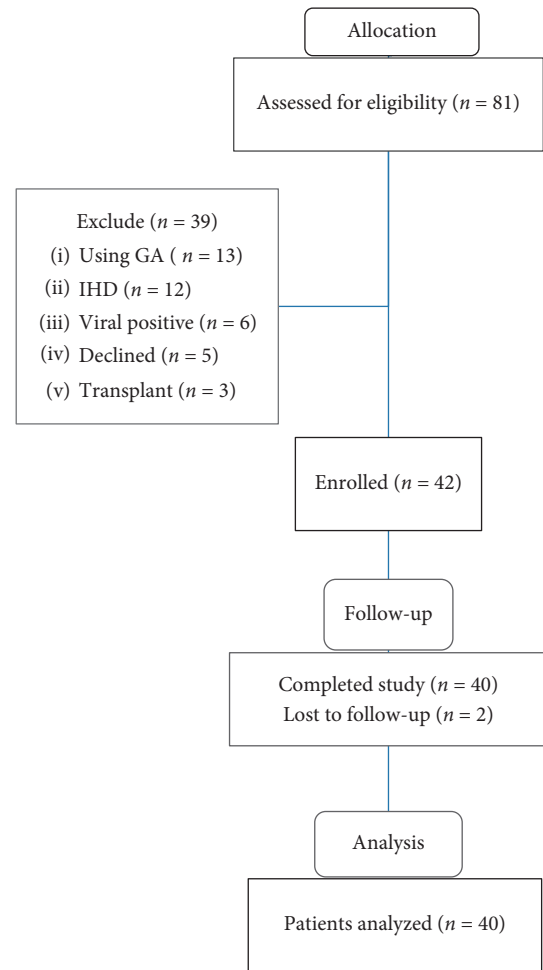 Allocation
Assessed for eligibility (n = 81)
Exclude (n = 39)
(i) Using GA ( n = 13)
(ii) IHD (n = 12)
(iii) Viral positive (n = 6)
(iv) Declined (n = 5)
(v) Transplant (n = 3)
Enrolled (n = 42)
Follow-up
Completed study (n = 40)
Lost to follow-up (n = 2)
Analysis
Patients analyzed (n = 40)